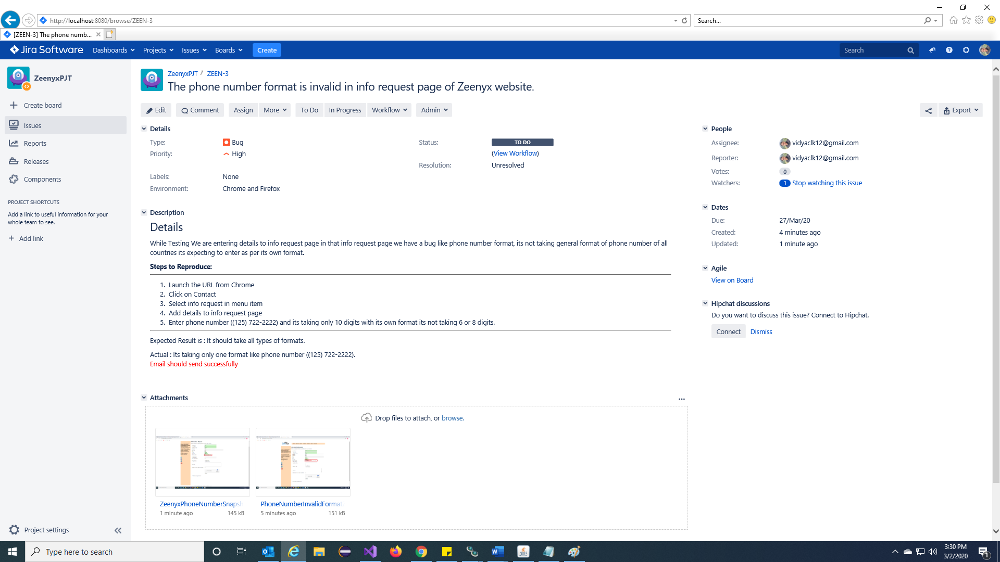 http://localhost:8080/browse/ZEEN-3
Search...
[ZEEN-3] The phone numb...
Jira Software
Dashboards
Projects
Issues
Boards
Create
Search
ZeenyxPJT
Create board
Issues
Reports
Releases
Components
PROJECT SHORTCUTS
Add a link to useful information for your
whole team to see.
Add link
Project settings
ZeenyxPJT / ZEEN-3
The phone number format is invalid in info request page of Zeenyx website.
Edit
Comment
Assign
More
To Do
In Progress
Workflow
Admin
Export
Details
Type: Bug
Priority: High
Labels: None
Environment: Chrome and Firefox
Status: TO DO
(View Workflow)
Resolution: Unresolved
Description
Details
While Testing We are entering details to info request page in that info request page we have a bug like phone number format, its not taking general format of phone number of all
countries its expecting to enter as per its own format.
Steps to Reproduce:
1. Launch the URL from Chrome
2. Click on Contact
3. Select info request in menu item
4. Add details to info request page
5. Enter phone number ((125) 722-2222) and its taking only 10 digits with its own format its not taking 6 or 8 digits.
Expected Result is : It should take all types of formats.
Actual : Its taking only one format like phone number ((125) 722-2222).
Email should send successfully
Attachments
Drop files to attach, or browse.
ZeenyxPhoneNumberSnapsh
1 minute ago 145 kB
PhoneNumberInvalidFormat
5 minutes ago 151 kB
People
Assignee: vidyaclk12@gmail.com
Reporter: vidyaclk12@gmail.com
Votes: 0
Watchers: 1 Stop watching this issue
Dates
Due: 27/Mar/20
Created: 4 minutes ago
Updated: 1 minute ago
Agile
View on Board
Hipchat discussions
Do you want to discuss this issue? Connect to Hipchat.
Connect
Dismiss
Type here to search
3:30 PM
3/2/2020
1